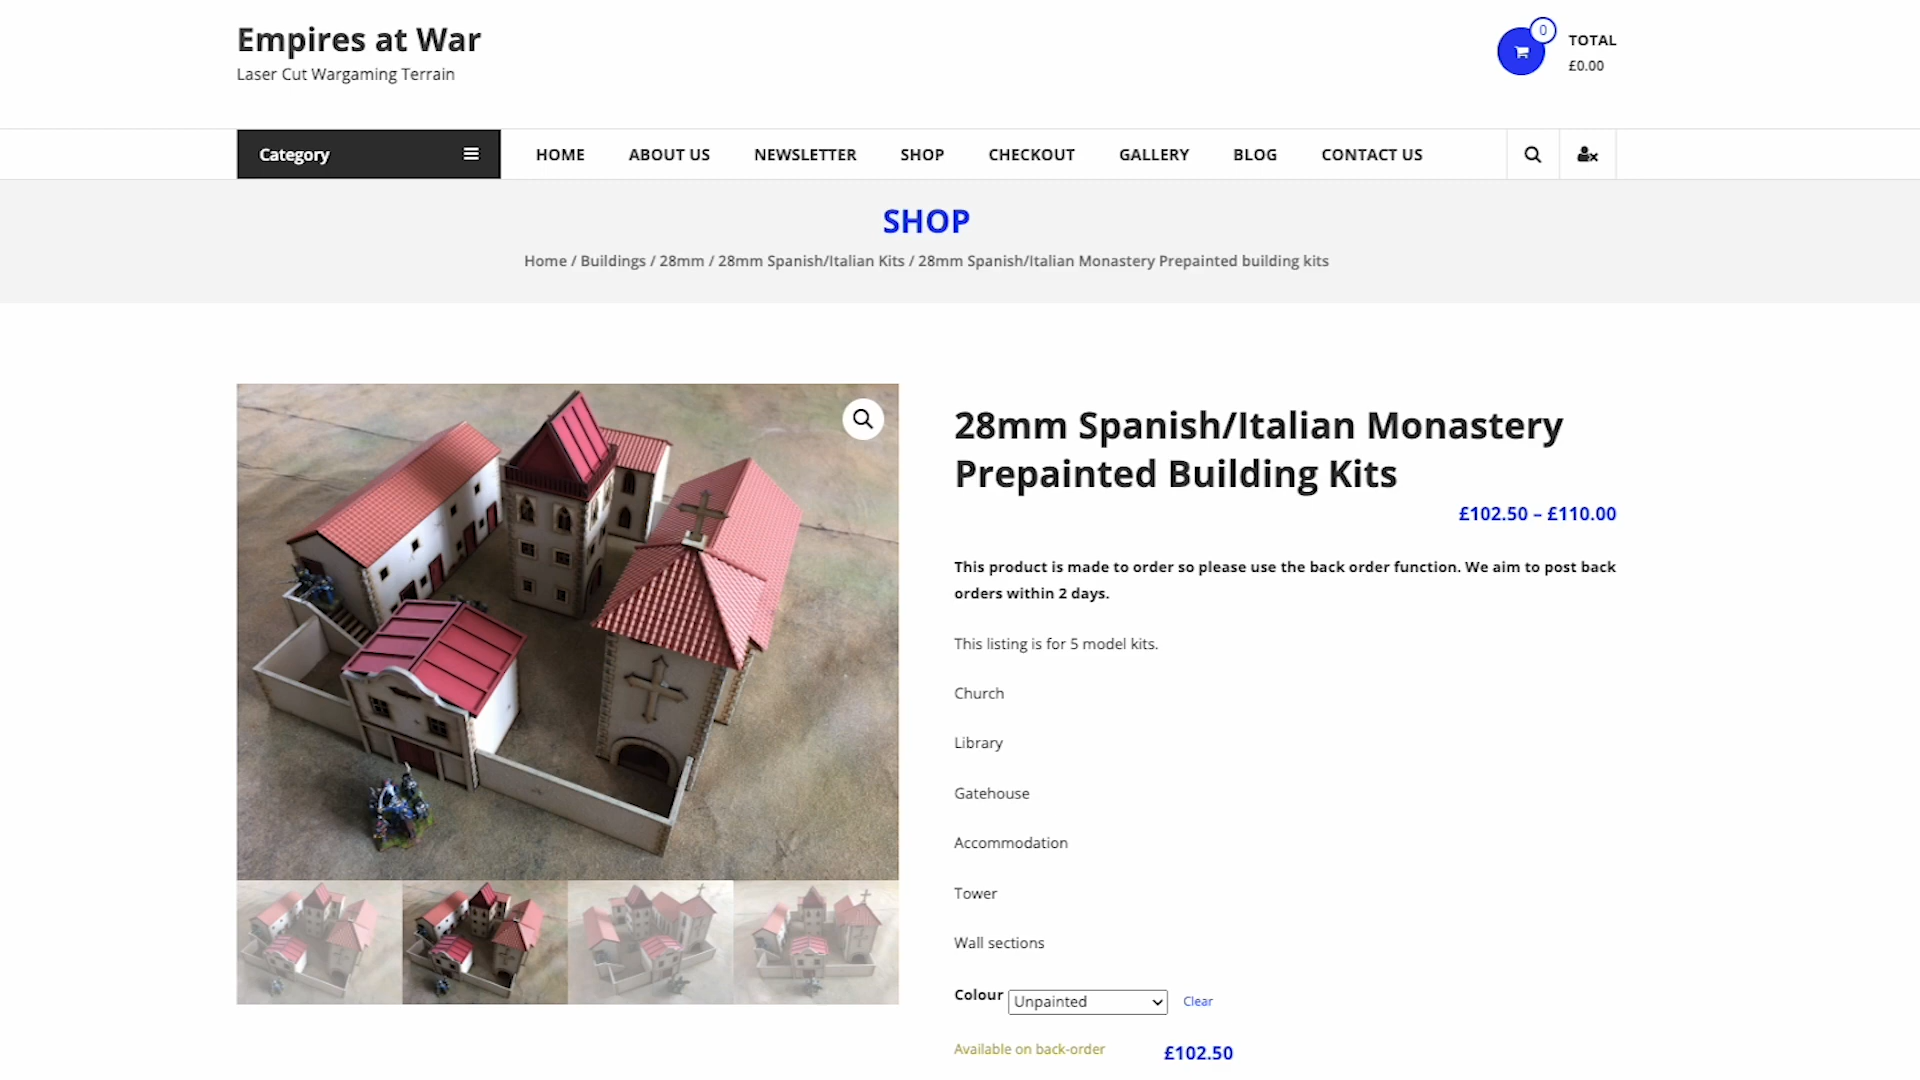 Empires at War
Laser Cut Wargaming Terrain
0
TOTAL
£0.00
Category
HOME
ABOUT US
NEWSLETTER
SHOP
CHECKOUT
GALLERY
BLOG
CONTACT US
SHOP
Home / Buildings / 28mm / 28mm Spanish/Italian Kits / 28mm Spanish/Italian Monastery Prepainted building kits
28mm Spanish/Italian Monastery
Prepainted Building Kits
£102.50 – £110.00
This product is made to order so please use the back order function. We aim to post back
orders within 2 days.
This listing is for 5 model kits.
Church
Library
Gatehouse
Accommodation
Tower
Wall sections
Colour
Unpainted
Clear
Available on back-order
£102.50